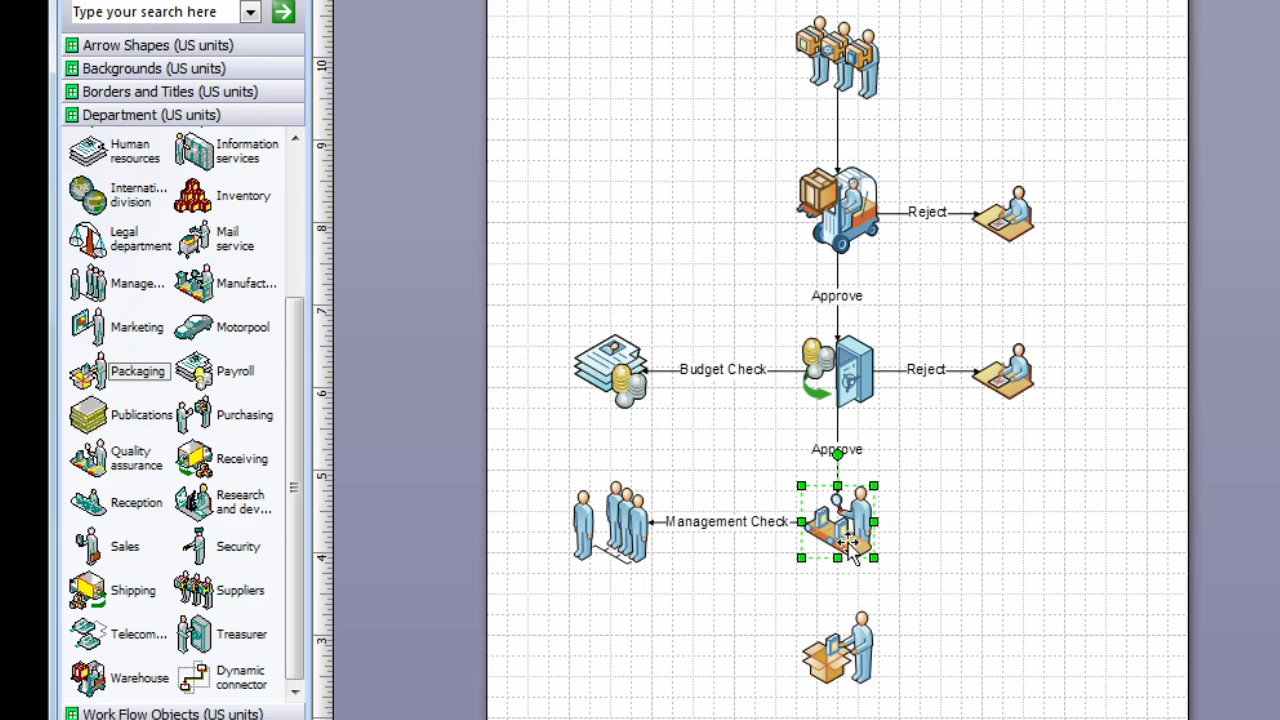 Type your search here
Arrow Shapes (US units)
Backgrounds (US units)
Borders and Titles (US units)
Department (US units)
Human resources
Information services
Internati... division
Inventory
Legal department
Mail service
Manage...
Manufact...
Marketing
Motorpool
Packaging
Payroll
Publications
Purchasing
Quality assurance
Receiving
Reception
Research and dev...
Sales
Security
Shipping
Suppliers
Telecom...
Treasurer
Warehouse
Dynamic connector
Work Flow Objects (US units)
10
9
8
7
6
5
4
3
Reject
Approve
Budget Check
Reject
Approve
Management Check